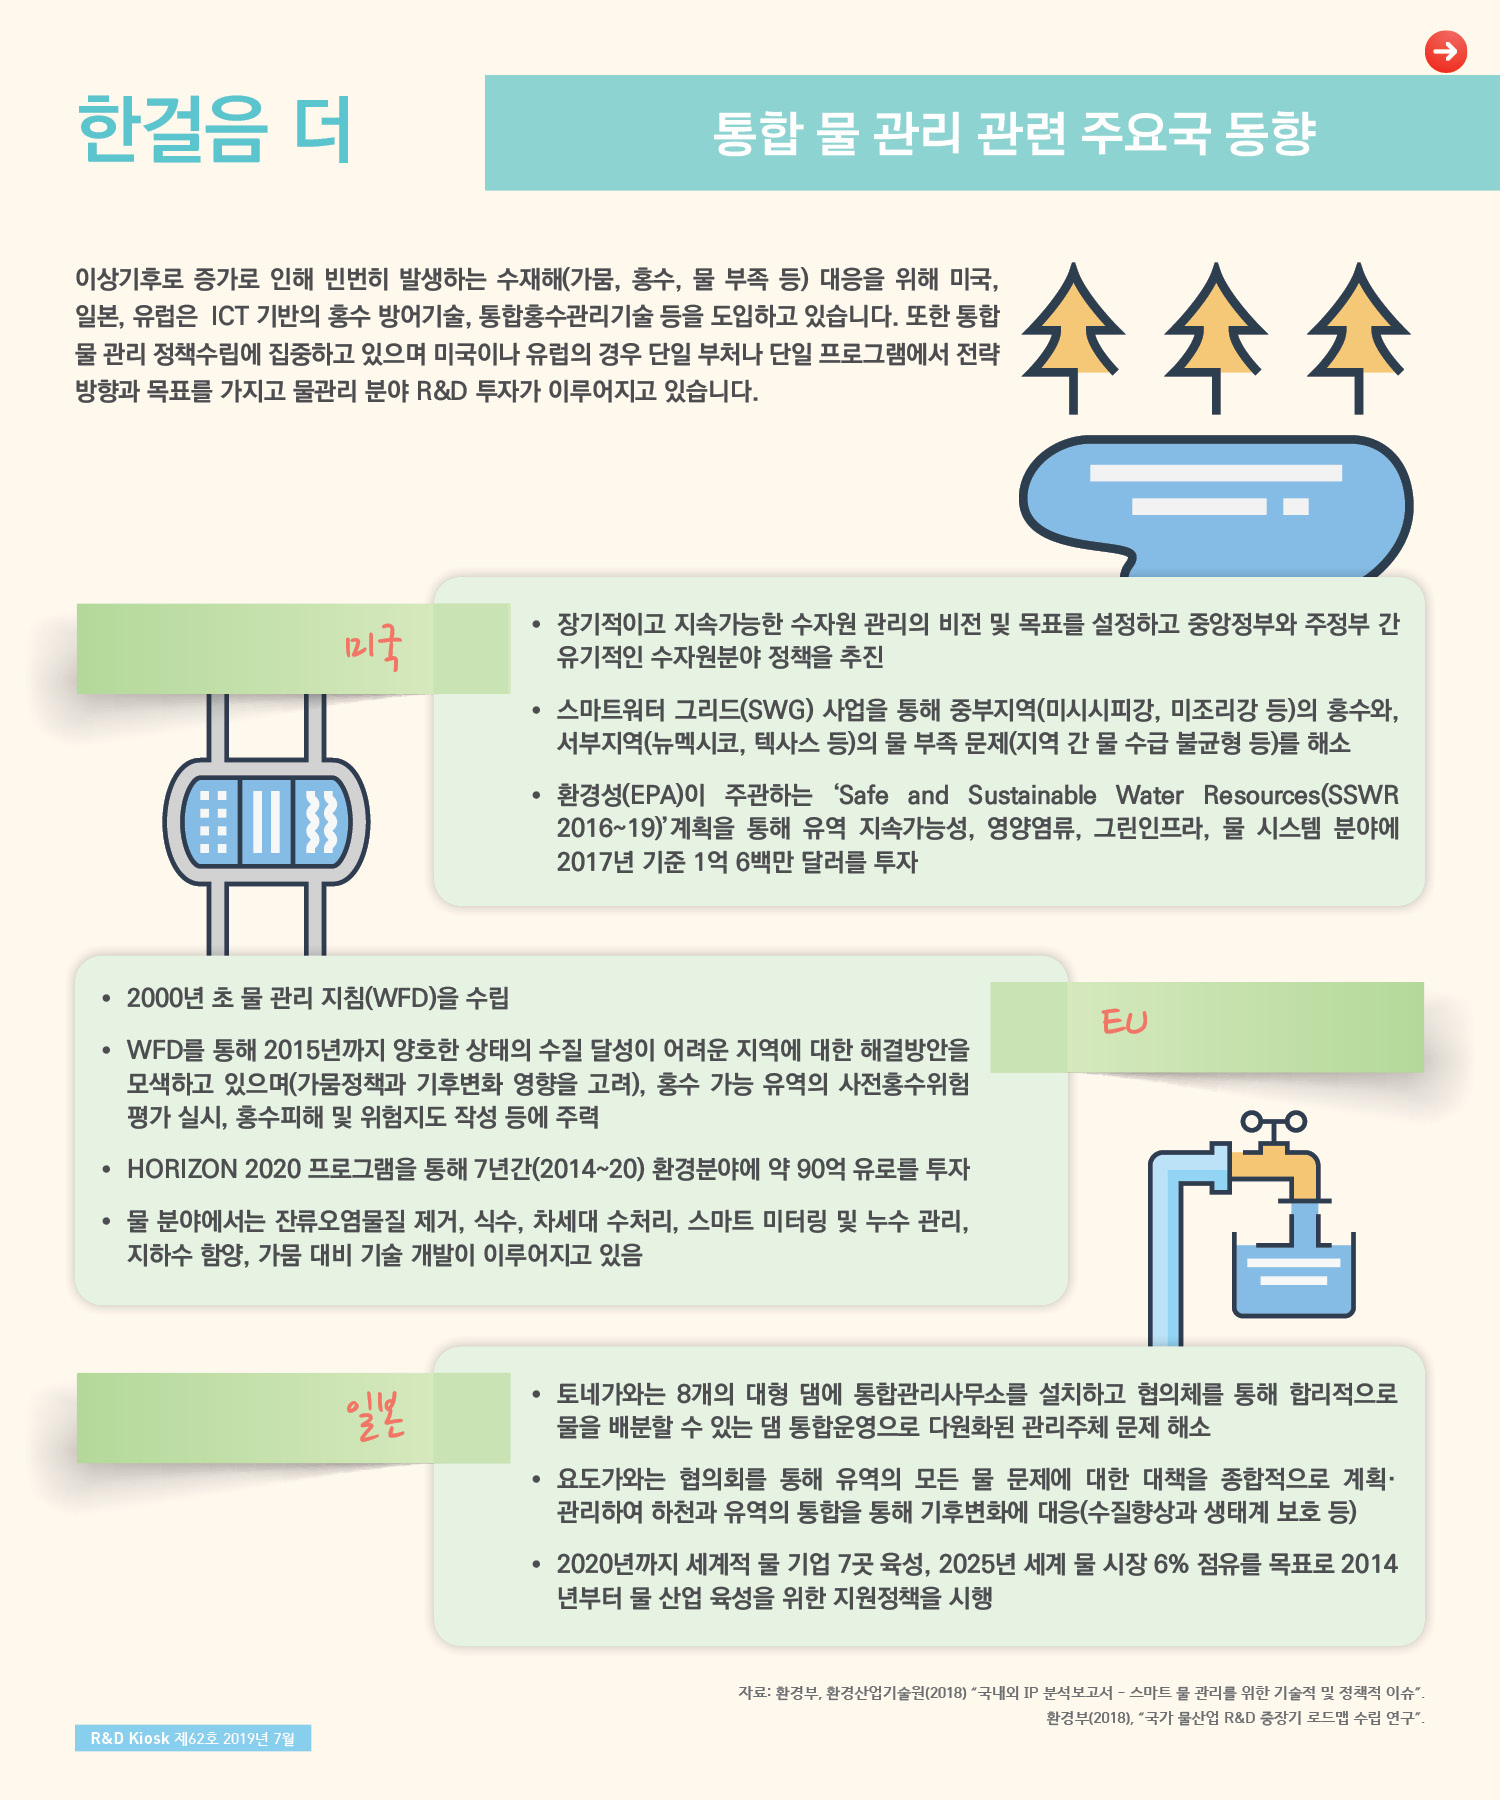 한걸음 더
통합 물 관리 관련 주요국 동향
이상기후로 증가로 인해 빈번히 발생하는 수재해(가뭄, 홍수, 물 부족 등) 대응을 위해 미국,
일본, 유럽은 ICT 기반의 홍수 방어기술, 통합홍수관리기술 등을 도입하고 있습니다. 또한 통합
물 관리 정책수립에 집중하고 있으며 미국이나 유럽의 경우 단일 부처나 단일 프로그램에서 전략
방향과 목표를 가지고 물관리 분야 R&D 투자가 이루어지고 있습니다.
미국
• 장기적이고 지속가능한 수자원 관리의 비전 및 목표를 설정하고 중앙정부와 주정부 간
유기적인 수자원분야 정책을 추진
• 스마트워터 그리드(SWG) 사업을 통해 중부지역(미시시피강, 미조리강 등)의 홍수와,
서부지역(뉴멕시코, 텍사스 등)의 물 부족 문제(지역 간 물 수급 불균형 등)를 해소
• 환경성(EPA)이 주관하는 ‘Safe and Sustainable Water Resources(SSWR
2016~19)’계획을 통해 유역 지속가능성, 영양염류, 그린인프라, 물 시스템 분야에
2017년 기준 1억 6백만 달러를 투자
EU
• 2000년 초 물 관리 지침(WFD)을 수립
• WFD를 통해 2015년까지 양호한 상태의 수질 달성이 어려운 지역에 대한 해결방안을
모색하고 있으며(가뭄정책과 기후변화 영향을 고려), 홍수 가능 유역의 사전홍수위험
평가 실시, 홍수피해 및 위험지도 작성 등에 주력
• HORIZON 2020 프로그램을 통해 7년간(2014~20) 환경분야에 약 90억 유로를 투자
• 물 분야에서는 잔류오염물질 제거, 식수, 차세대 수처리, 스마트 미터링 및 누수 관리,
지하수 함양, 가뭄 대비 기술 개발이 이루어지고 있음
일본
• 토네가와는 8개의 대형 댐에 통합관리사무소를 설치하고 협의체를 통해 합리적으로
물을 배분할 수 있는 댐 통합운영으로 다원화된 관리주체 문제 해소
• 요도가와는 협의회를 통해 유역의 모든 물 문제에 대한 대책을 종합적으로 계획·
관리하여 하천과 유역의 통합을 통해 기후변화에 대응(수질향상과 생태계 보호 등)
• 2020년까지 세계적 물 기업 7곳 육성, 2025년 세계 물 시장 6% 점유를 목표로 2014
년부터 물 산업 육성을 위한 지원정책을 시행
자료: 환경부, 환경산업기술원(2018) “국내외 IP 분석보고서 - 스마트 물 관리를 위한 기술적 및 정책적 이슈”.
환경부(2018), “국가 물산업 R&D 중장기 로드맵 수립 연구”.
R&D Kiosk 제62호 2019년 7월